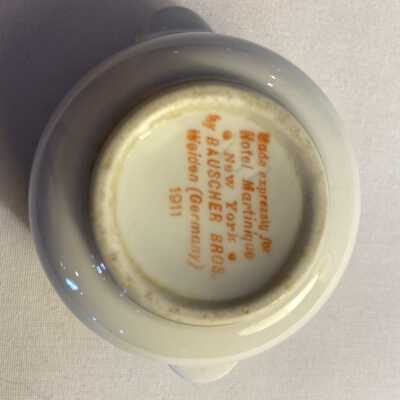 Made expressly for
Hotel Martinique
• New York •
by BAUSCHER BROS.
Weiden (Germany)
1911